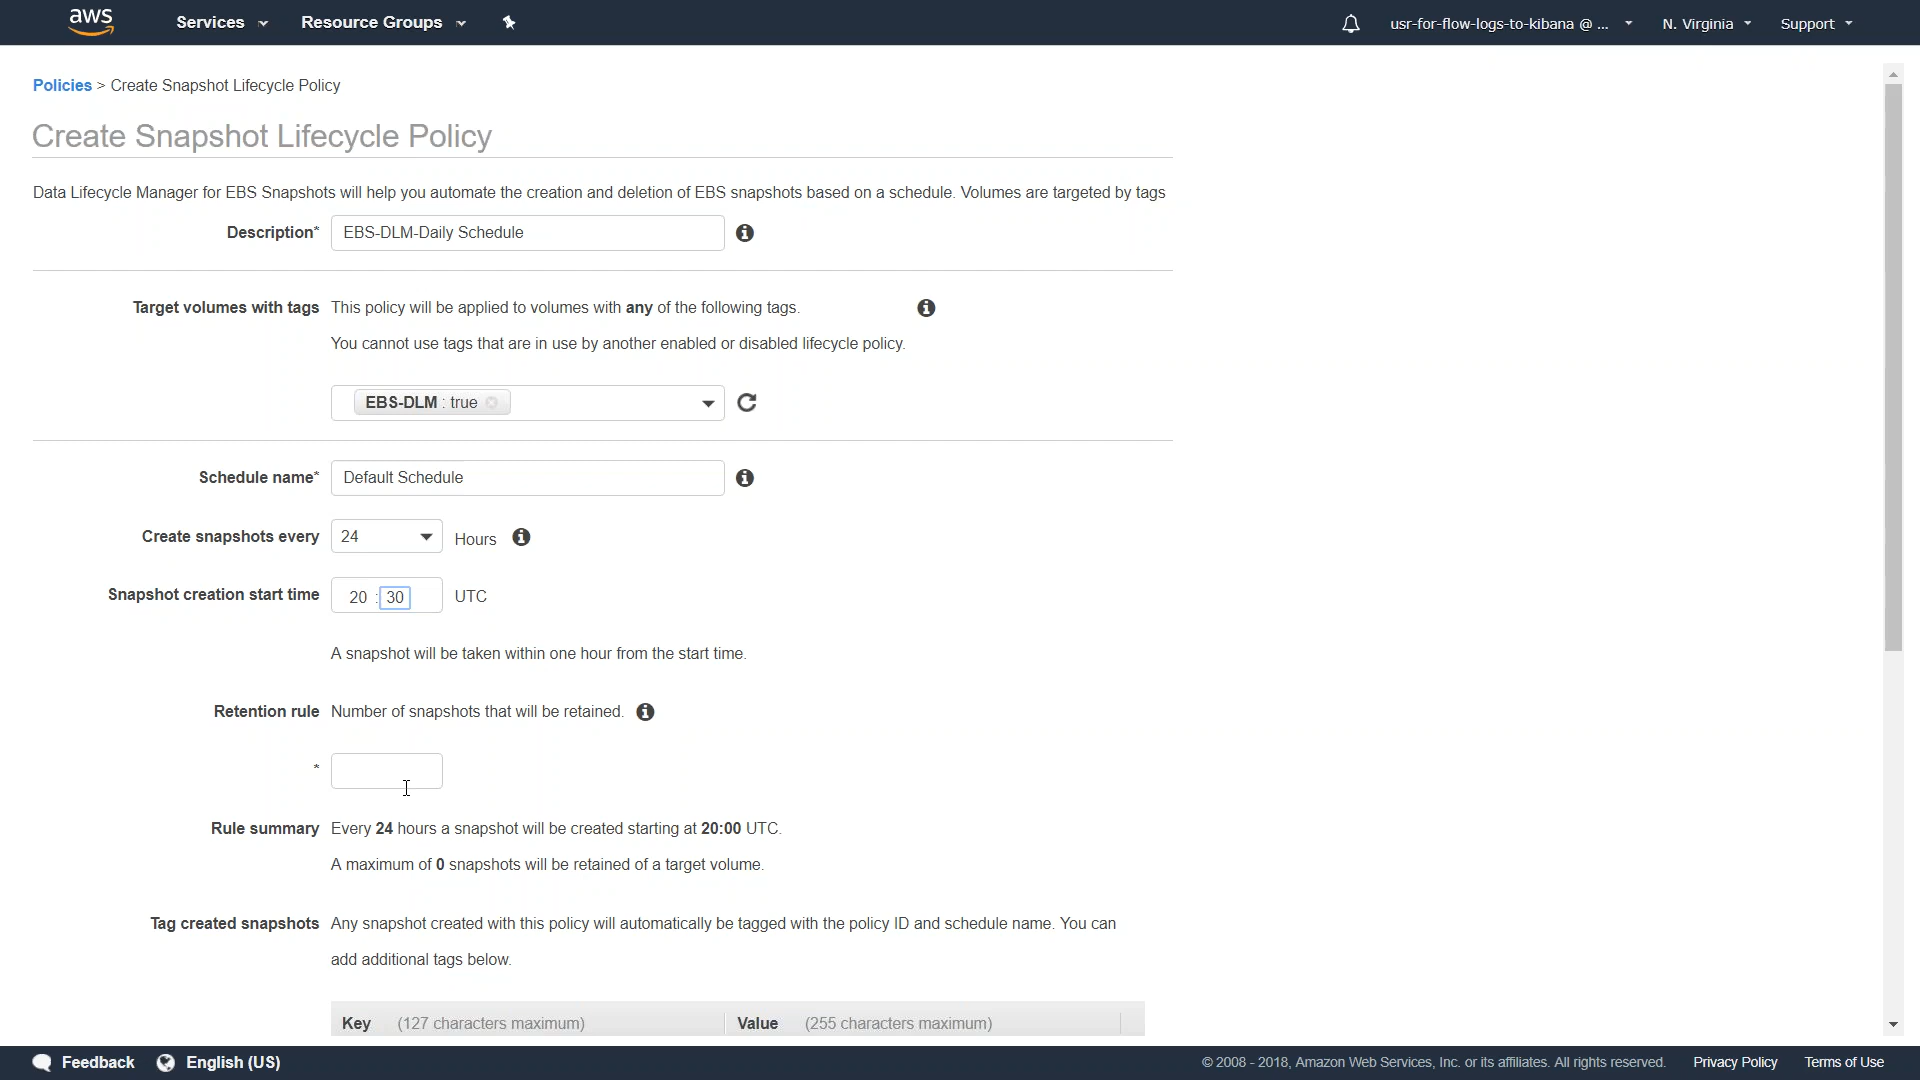 aws Services Resource Groups usr-for-flow-logs-to-kibana @ ... N. Virginia Support
Policies > Create Snapshot Lifecycle Policy
Create Snapshot Lifecycle Policy
Data Lifecycle Manager for EBS Snapshots will help you automate the creation and deletion of EBS snapshots based on a schedule. Volumes are targeted by tags
Description* EBS-DLM-Daily Schedule
Target volumes with tags This policy will be applied to volumes with any of the following tags.
You cannot use tags that are in use by another enabled or disabled lifecycle policy.
EBS-DLM : true
Schedule name* Default Schedule
Create snapshots every 24 Hours
Snapshot creation start time 20 : 30 UTC
A snapshot will be taken within one hour from the start time.
Retention rule Number of snapshots that will be retained.
*
Rule summary Every 24 hours a snapshot will be created starting at 20:00 UTC.
A maximum of 0 snapshots will be retained of a target volume.
Tag created snapshots Any snapshot created with this policy will automatically be tagged with the policy ID and schedule name. You can
add additional tags below.
Key (127 characters maximum) Value (255 characters maximum)
Feedback English (US) © 2008 - 2018, Amazon Web Services, Inc. or its affiliates. All rights reserved. Privacy Policy Terms of Use